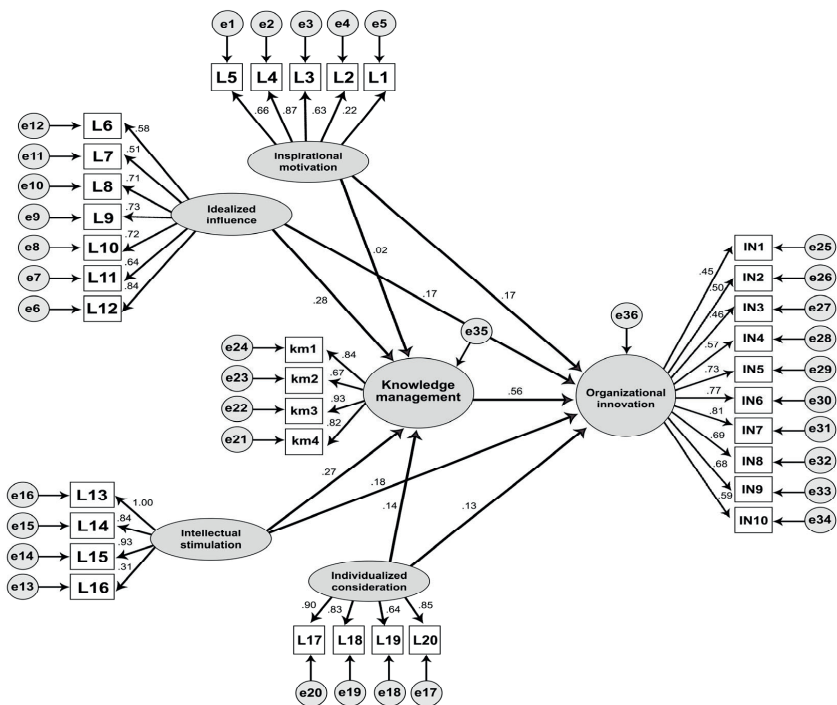 e1 e2 e3 e4 e5
L5 L4 L3 L2 L1
.66 .87 .63 .22
Inspirational
motivation
e12 L6 .58
e11 L7 .51
e10 L8 .71
e9 L9 .73
e8 L10 .72
e7 L11 .64
e6 L12 .84
Idealized
influence
.02
.17
.17
.28
e35
e36
e24 km1 .84
e23 km2 .67
e22 km3 .93
e21 km4 .82
Knowledge
management
.56
Organizational
innovation
.45 IN1 e25
.50 IN2 e26
.46 IN3 e27
.57 IN4 e28
.73 IN5 e29
.77 IN6 e30
.81 IN7 e31
.69 IN8 e32
.68 IN9 e33
.59 IN10 e34
.27
.18
.14
.13
e16 L13 1.00
e15 L14 .84
e14 L15 .93
e13 L16 .31
Intellectual
stimulation
Individualized
consideration
.90 .83 .64 .85
L17 L18 L19 L20
e20 e19 e18 e17